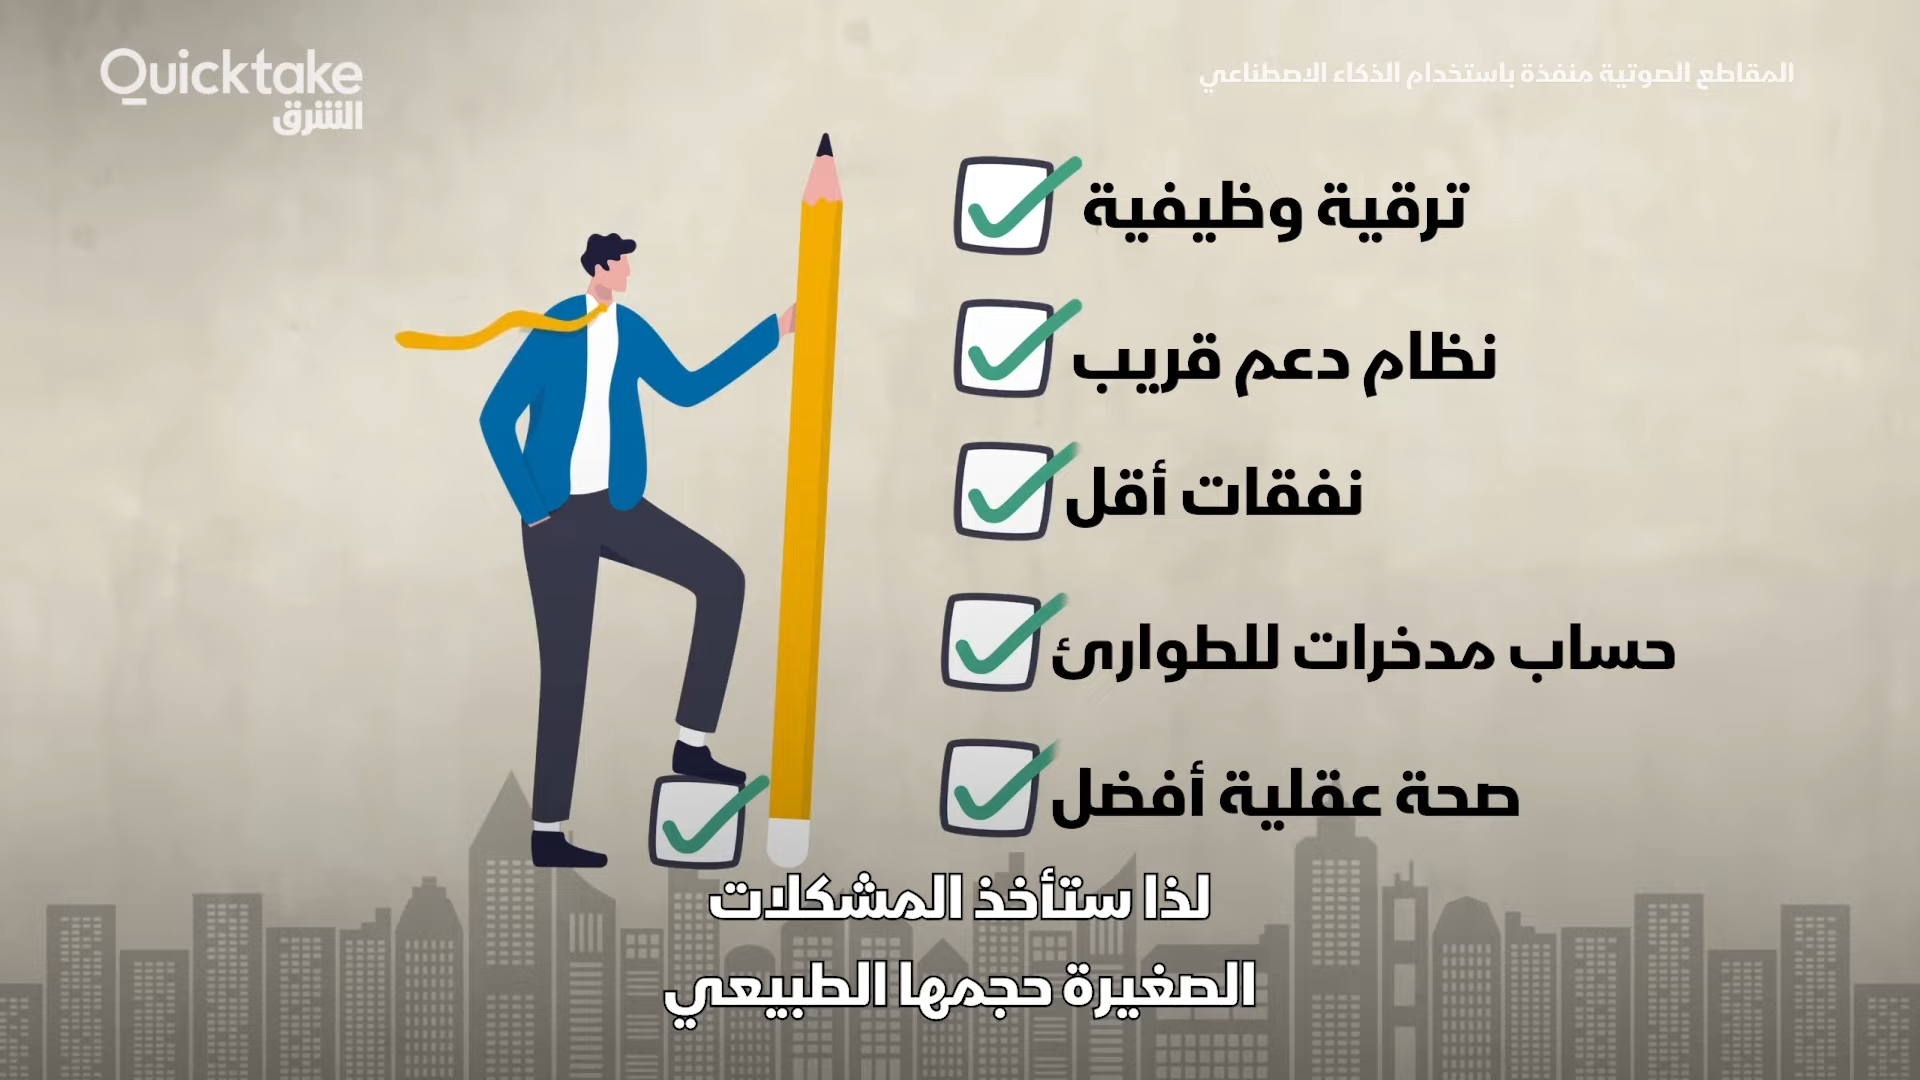 Quicktake
الشرق
المقاطع الصوتية منفذة باستخدام الذكاء الاصطناعي
ترقية وظيفية
نظام دعم قريب
نفقات أقل
حساب مدخرات للطوارئ
صحة عقلية أفضل
لذا ستأخذ المشكلات
الصغيرة حجمها الطبيعي